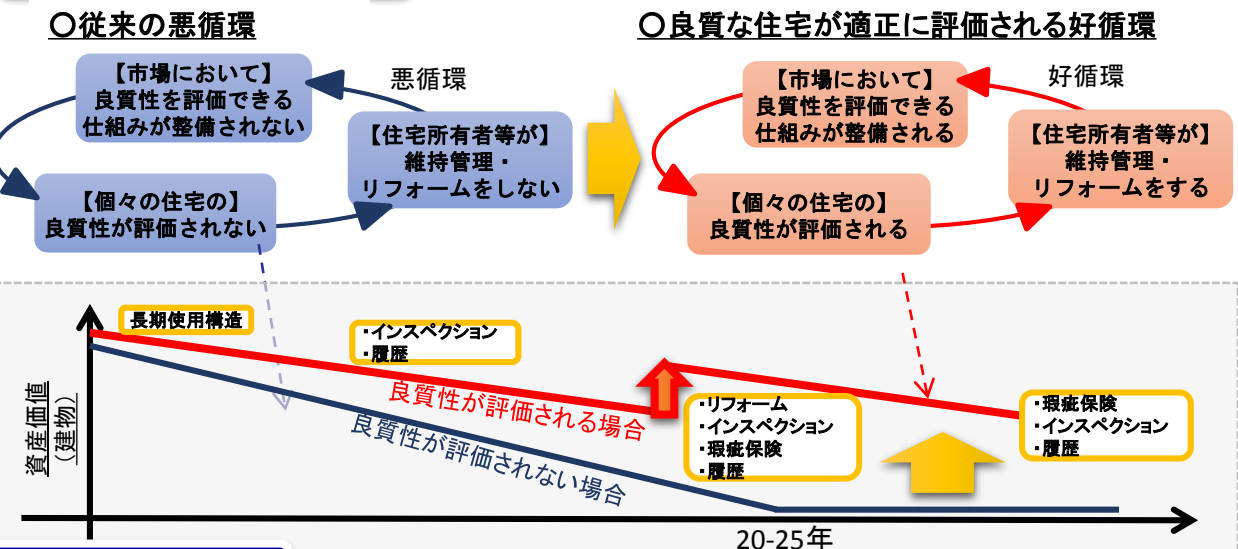 〇従来の悪循環
【市場において】
良質性を評価できる
仕組みが整備されない
悪循環
【住宅所有者等が】
維持管理・
リフォームをしない
【個々の住宅の】
良質性が評価されない
〇良質な住宅が適正に評価される好循環
【市場において】
良質性を評価できる
仕組みが整備される
好循環
【住宅所有者等が】
維持管理・
リフォームをする
【個々の住宅の】
良質性が評価される
資産価値
（建物）
長期使用構造
・インスペクション
・履歴
良質性が評価される場合
良質性が評価されない場合
・リフォーム
・インスペクション
・瑕疵保険
・履歴
・瑕疵保険
・インスペクション
・履歴
20-25年